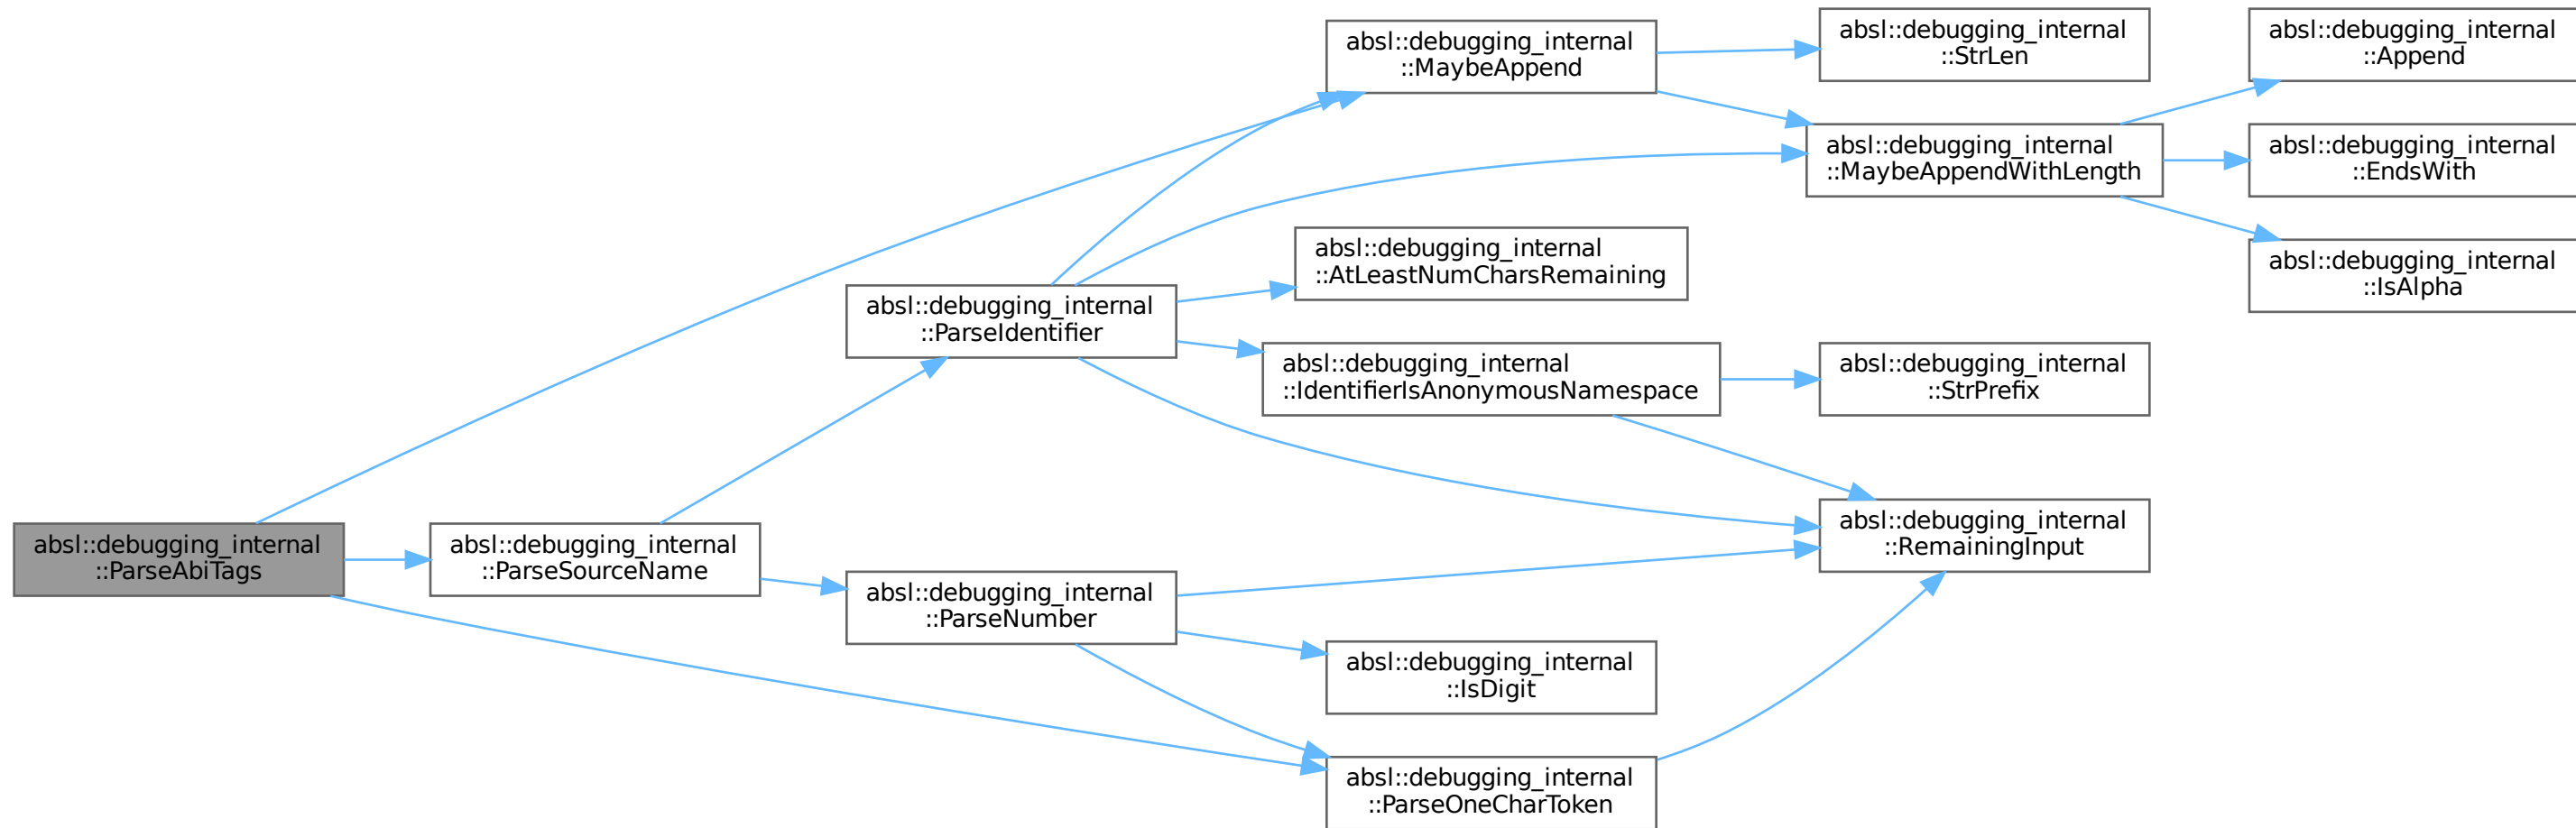 absl::debugging_internal
::ParseAbiTags
absl::debugging_internal
::ParseSourceName
absl::debugging_internal
::ParseIdentifier
absl::debugging_internal
::ParseNumber
absl::debugging_internal
::MaybeAppend
absl::debugging_internal
::AtLeastNumCharsRemaining
absl::debugging_internal
::IdentifierIsAnonymousNamespace
absl::debugging_internal
::IsDigit
absl::debugging_internal
::ParseOneCharToken
absl::debugging_internal
::StrLen
absl::debugging_internal
::MaybeAppendWithLength
absl::debugging_internal
::StrPrefix
absl::debugging_internal
::RemainingInput
absl::debugging_internal
::Append
absl::debugging_internal
::EndsWith
absl::debugging_internal
::IsAlpha